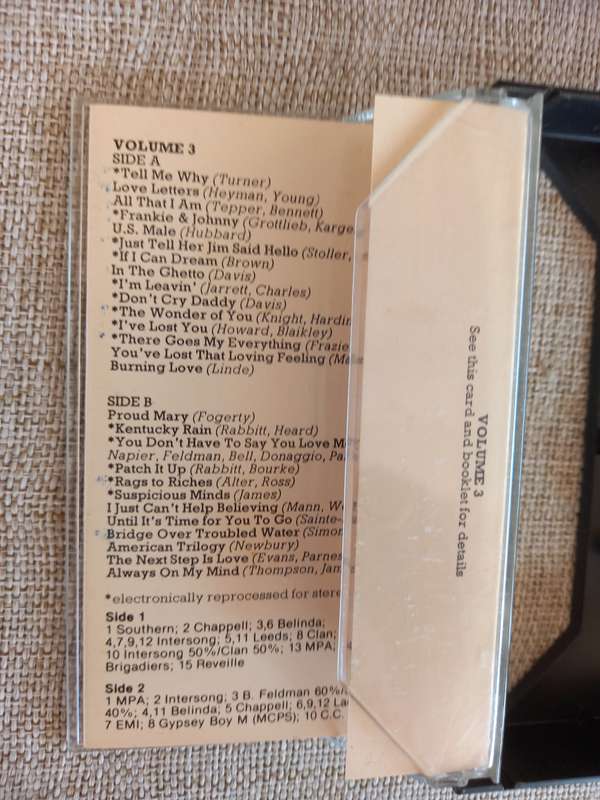 VOLUME 3
SIDE A
*Tell Me Why (Turner)
Love Letters (Heyman, Young)
All That I Am (Tepper, Bennett)
*Frankie & Johnny (Grottlieb, Karge
U.S. Male (Hubbard)
*Just Tell Her Jim Said Hello (Stoller,
*If I Can Dream (Brown)
In The Ghetto (Davis)
*I'm Leavin' (Jarrett, Charles)
*Don't Cry Daddy (Davis)
*The Wonder of You (Knight, Hardin
*I've Lost You (Howard, Blaikley)
*There Goes My Everything (Frazie
You've Lost That Loving Feeling (Ma
Burning Love (Linde)
SIDE B
Proud Mary (Fogerty)
*Kentucky Rain (Rabbitt, Heard)
*You Don't Have To Say You Love M
Napier, Feldman, Bell, Donaggio, Pa
*Patch It Up (Rabbitt, Bourke)
*Rags to Riches (Alter, Ross)
*Suspicious Minds (James)
I Just Can't Help Believing (Mann, W
Until It's Time for You To Go (Sainte-
Bridge Over Troubled Water (Simon
American Trilogy (Newbury)
The Next Step Is Love (Evans, Parnes
Always On My Mind (Thompson, Jam
*electronically reprocessed for stere
Side 1
1 Southern; 2 Chappell; 3,6 Belinda;
4,7,9,12 Intersong; 5,11 Leeds; 8 Clan;
10 Intersong 50%/Clan 50%; 13 MPA;
Brigadiers; 15 Reveille
Side 2
1 MPA; 2 Intersong; 3 B. Feldman 60%/
40%; 4,11 Belinda; 5 Chappell; 6,9,12 La
7 EMI; 8 Gypsey Boy M (MCPS); 10 C.C.
VOLUME 3
See this card and booklet for details